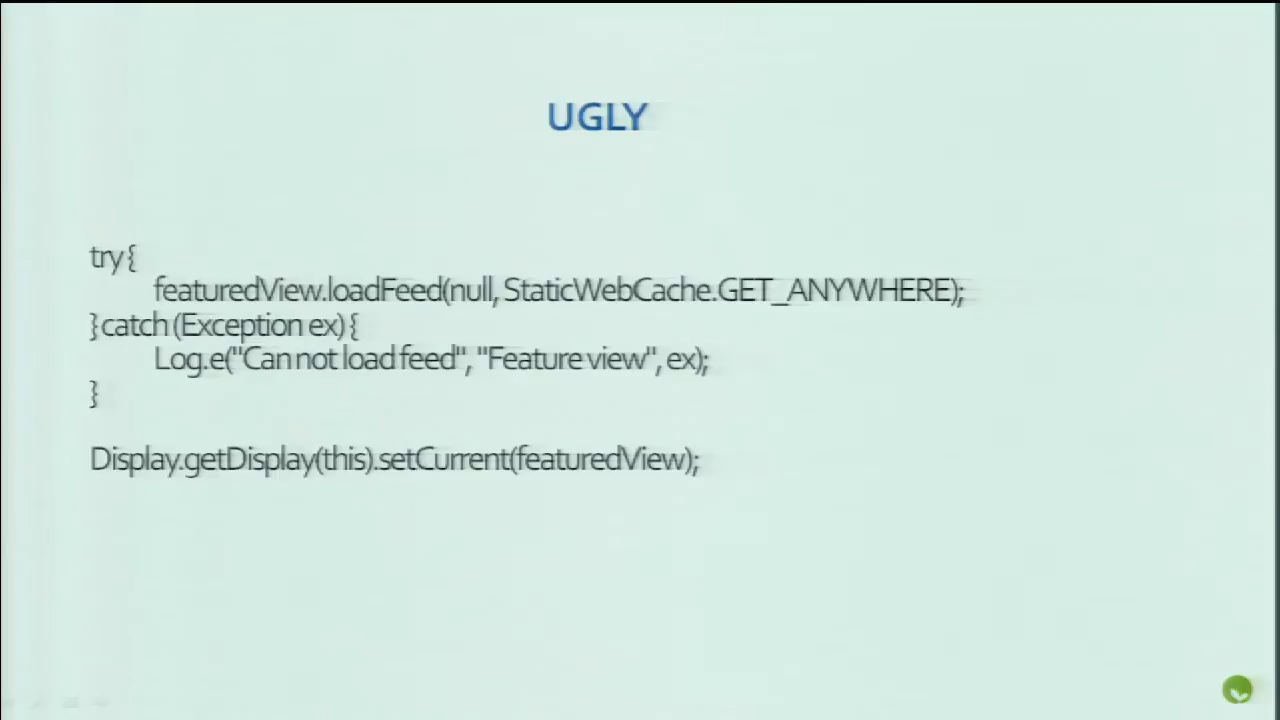 UGLY
try {
featuredView.loadFeed(null, StaticWebCache.GET_ANYWHERE);
} catch (Exception ex) {
Log.e("Can not load feed", "Feature view", ex);
}
Display.getDisplay(this).setCurrent(featuredView);